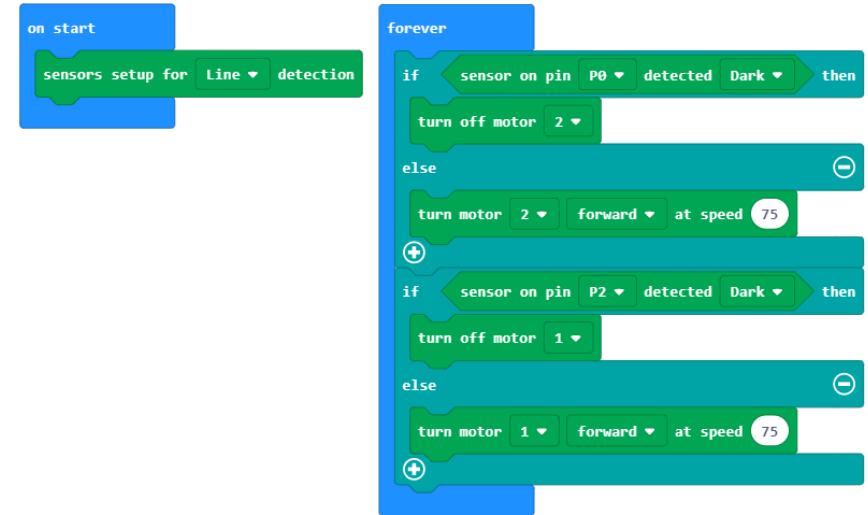 on start
sensors setup for Line detection
forever
if sensor on pin P0 detected Dark then
turn off motor 2
else
turn motor 2 forward at speed 75
if sensor on pin P2 detected Dark then
turn off motor 1
else
turn motor 1 forward at speed 75